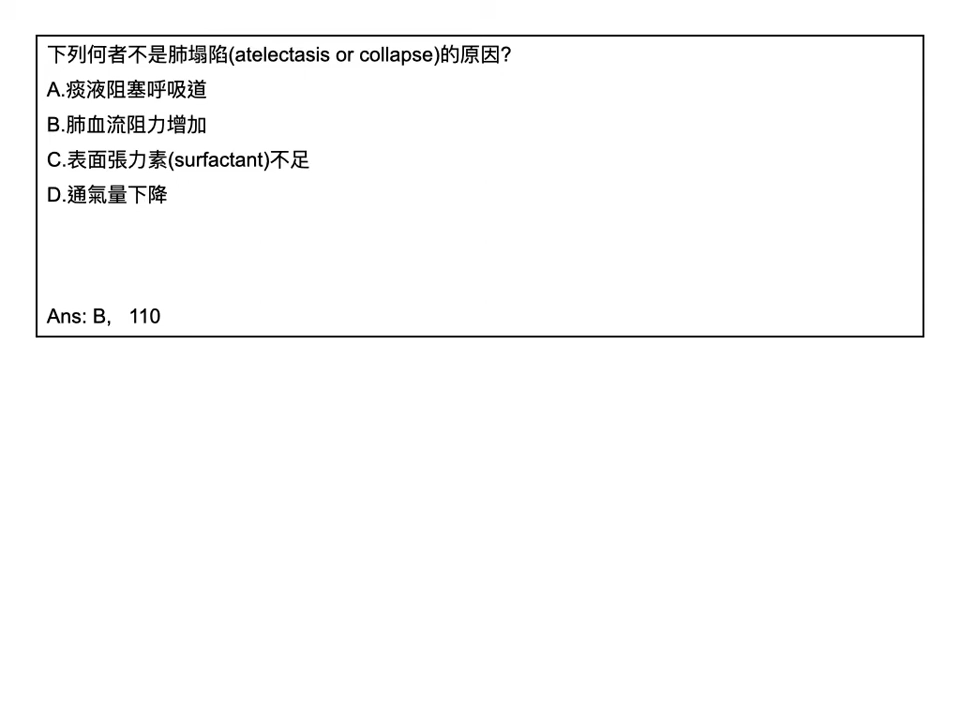 下列何者不是肺塌陷(atelectasis or collapse)的原因?
A.痰液阻塞呼吸道
B.肺血流阻力增加
C.表面張力素(surfactant)不足
D.通氣量下降
Ans: B, 110